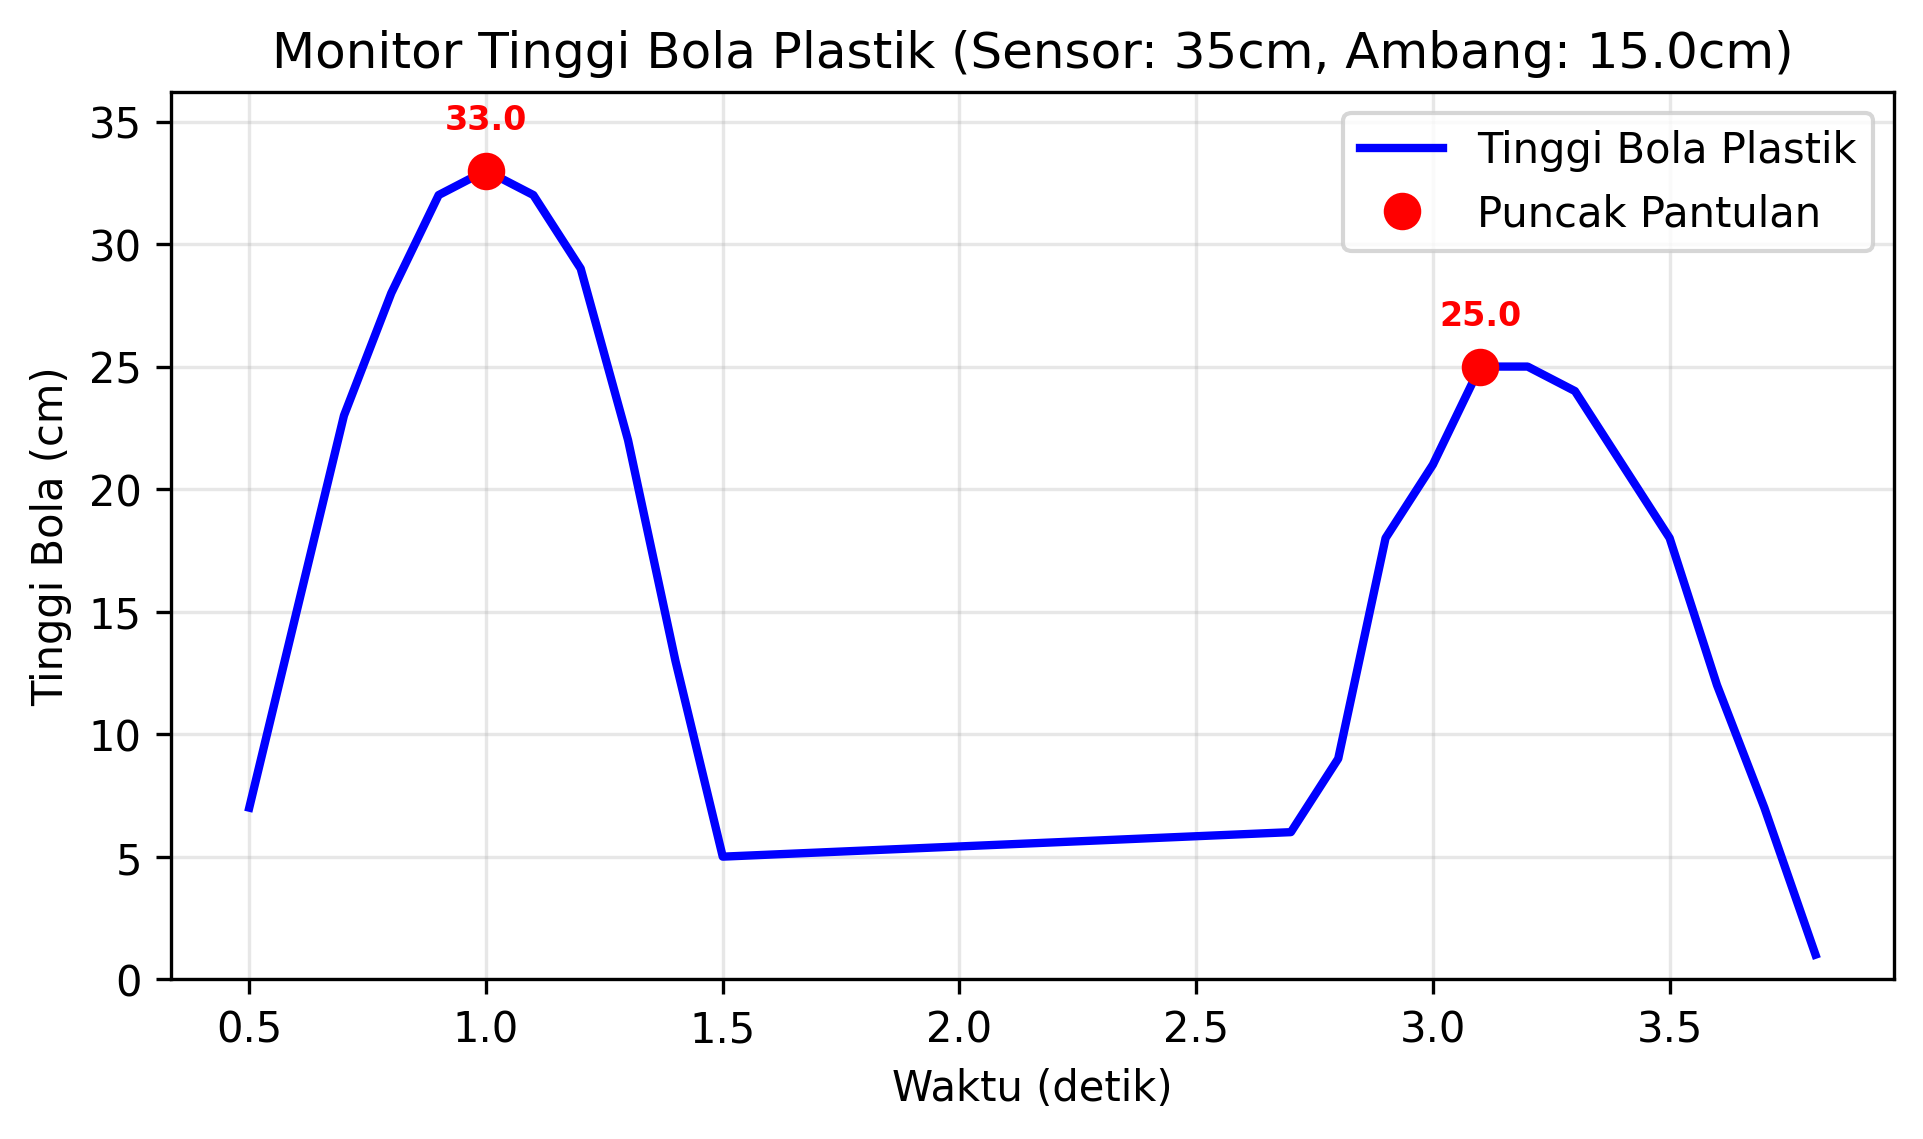 Monitor Tinggi Bola Plastik (Sensor: 35cm, Ambang: 15.0cm)
33.0
25.0
Tinggi Bola Plastik
Puncak Pantulan
Tinggi Bola (cm)
35
30
25
20
15
10
5
0
0.5 1.0 1.5 2.0 2.5 3.0 3.5
Waktu (detik)